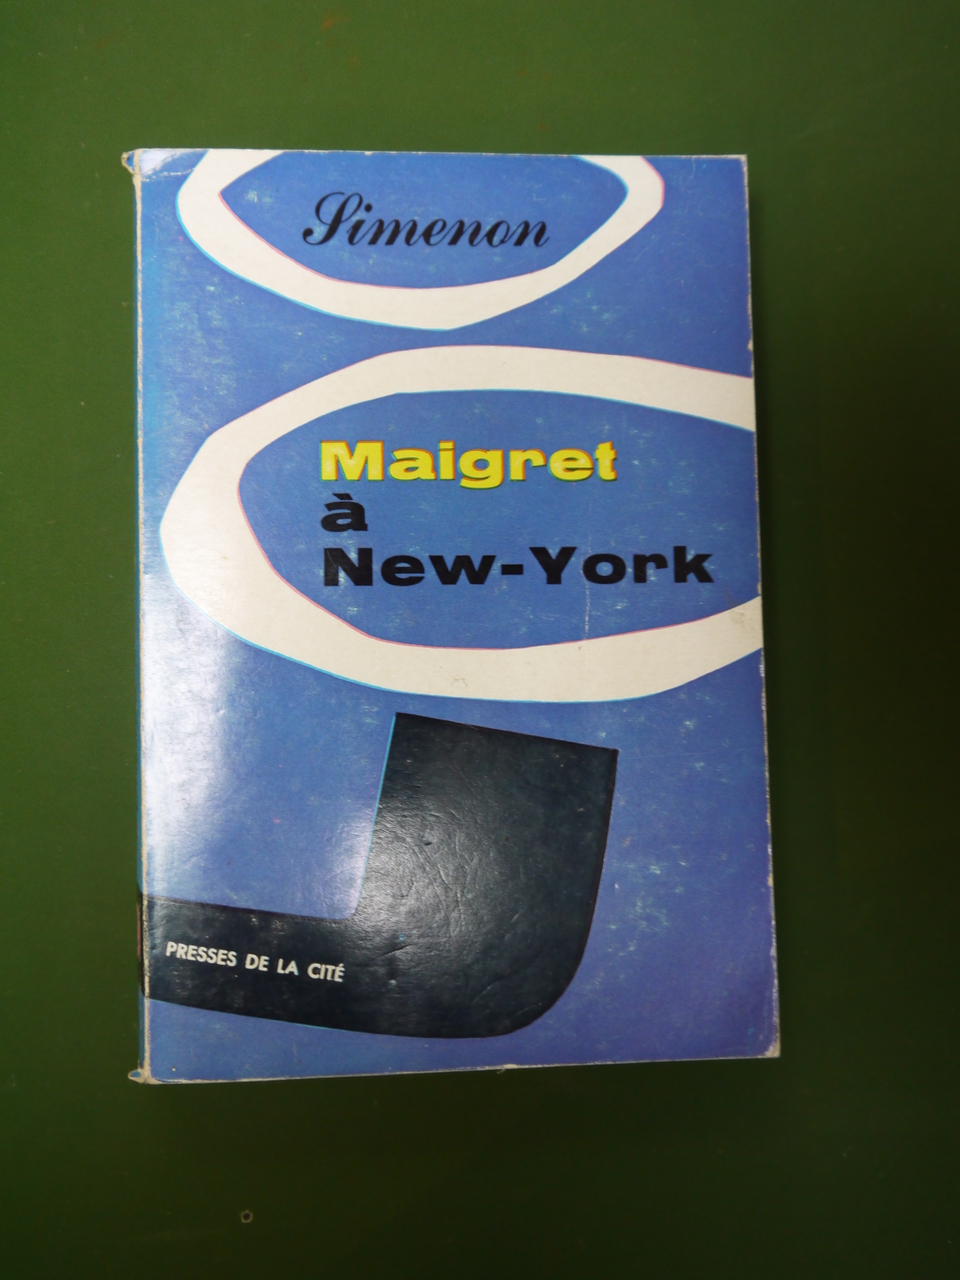 Simenon
Maigret
à
New-York
PRESSES DE LA CITÉ